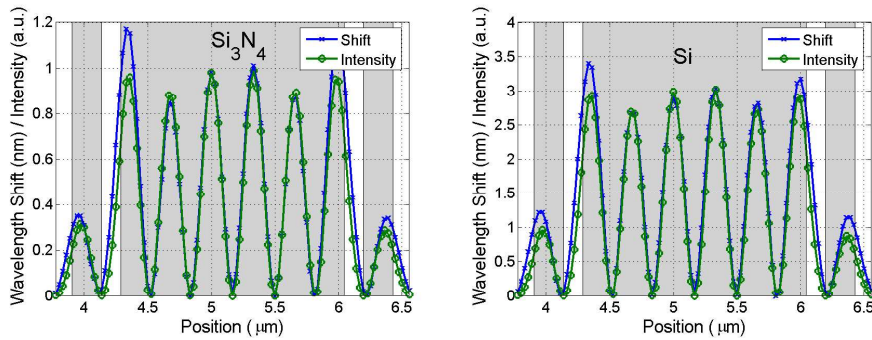 Wavelength Shift (nm) / Intensity (a.u.)
1.2
1
0.8
0.6
0.4
0.2
0
4
4.5
5
5.5
6
6.5
Position ( μm)
Si3N4
Shift
Intensity
Wavelength Shift (nm) / Intensity (a.u.)
4
3.5
3
2.5
2
1.5
1
0.5
0
4
4.5
5
5.5
6
6.5
Position ( μm)
Si
Shift
Intensity